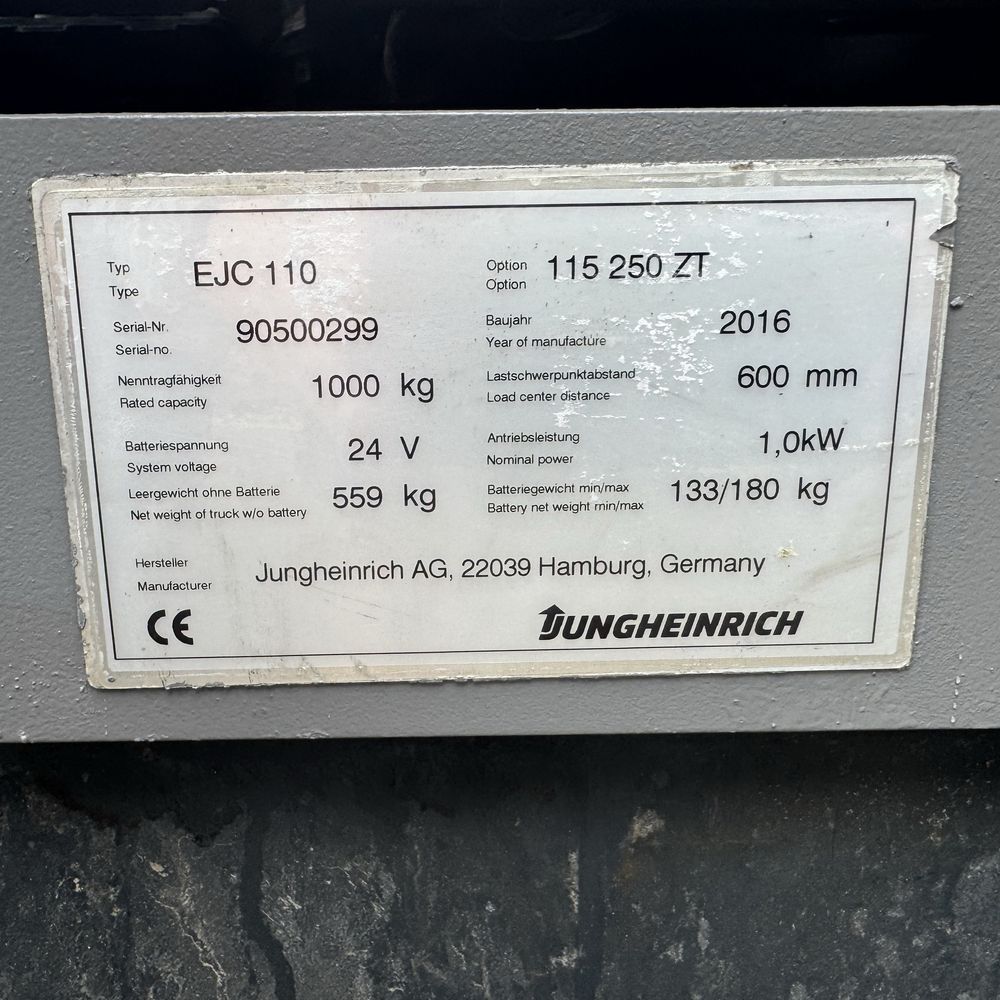 Typ EJC 110 Option 115 250 ZT
Type Option
Serial-Nr. 90500299 Baujahr 2016
Serial-no. Year of manufacture
Nenntragfähigkeit 1000 kg Lastschwerpunktabstand 600 mm
Rated capacity Load center distance
Batteriespannung 24 V Antriebsleistung 1,0kW
System voltage Nominal power
Leergewicht ohne Batterie 559 kg Batteriegewicht min/max 133/180 kg
Net weight of truck w/o battery Battery net weight min/max
Hersteller Jungheinrich AG, 22039 Hamburg, Germany
Manufacturer
CE JUNGHEINRICH